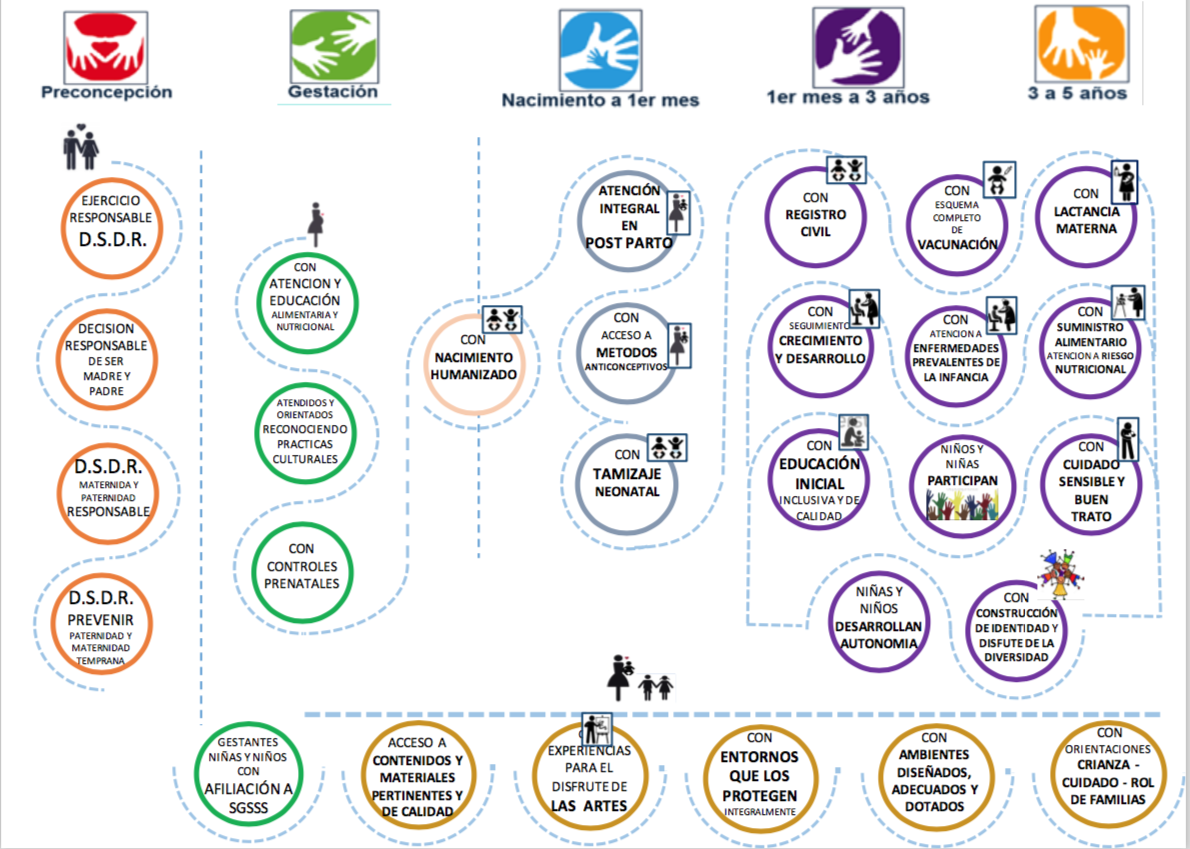 Preconcepción
Gestación
Nacimiento a 1er mes
1er mes a 3 años
3 a 5 años
EJERCICIO
RESPONSABLE
D.S.D.R.
DECISION
RESPONSABLE
DE SER
MADRE Y
PADRE
D.S.D.R.
MATERNIDA Y
PATERNIDAD
RESPONSABLE
D.S.D.R.
PREVENIR
PATERNIDAD Y
MATERNIDAD
TEMPRANA
CON
ATENCION Y
EDUCACIÓN
ALIMENTARIA Y
NUTRICIONAL
ATENDIDOS Y
ORIENTADOS
RECONOCIENDO
PRACTICAS
CULTURALES
CON
CONTROLES
PRENATALES
CON
NACIMIENTO
HUMANIZADO
ATENCIÓN
INTEGRAL
EN
POST PARTO
CON
ACCESO A
METODOS
ANTICONCEPTIVOS
CON
TAMIZAJE
NEONATAL
CON
REGISTRO
CIVIL
CON
ESQUEMA
COMPLETO
DE
VACUNACIÓN
CON
LACTANCIA
MATERNA
CON
SEGUIMIENTO
CRECIMIENTO
Y DESARROLLO
CON
ATENCION A
ENFERMEDADES
PREVALENTES DE
LA INFANCIA
CON
SUMINISTRO
ALIMENTARIO
ATENCION A RIESGO
NUTRICIONAL
CON
EDUCACIÓN
INICIAL
INCLUSIVA Y DE
CALIDAD
NIÑOS Y
NIÑAS
PARTICIPAN
CON
CUIDADO
SENSIBLE Y
BUEN
TRATO
NIÑAS Y
NIÑOS
DESARROLLAN
AUTONOMIA
CON
CONSTRUCCIÓN
DE IDENTIDAD Y
DISFUTE DE LA
DIVERSIDAD
GESTANTES
NIÑAS Y NIÑOS
CON
AFILIACIÓN A
SGSSS
ACCESO A
CONTENIDOS Y
MATERIALES
PERTINENTES Y
DE CALIDAD
EXPERIENCIAS
PARA EL
DISFRUTE DE
LAS ARTES
CON
ENTORNOS
QUE LOS
PROTEGEN
INTEGRALMENTE
CON
AMBIENTES
DISEÑADOS,
ADECUADOS Y
DOTADOS
CON
ORIENTACIONES
CRIANZA -
CUIDADO - ROL
DE FAMILIAS